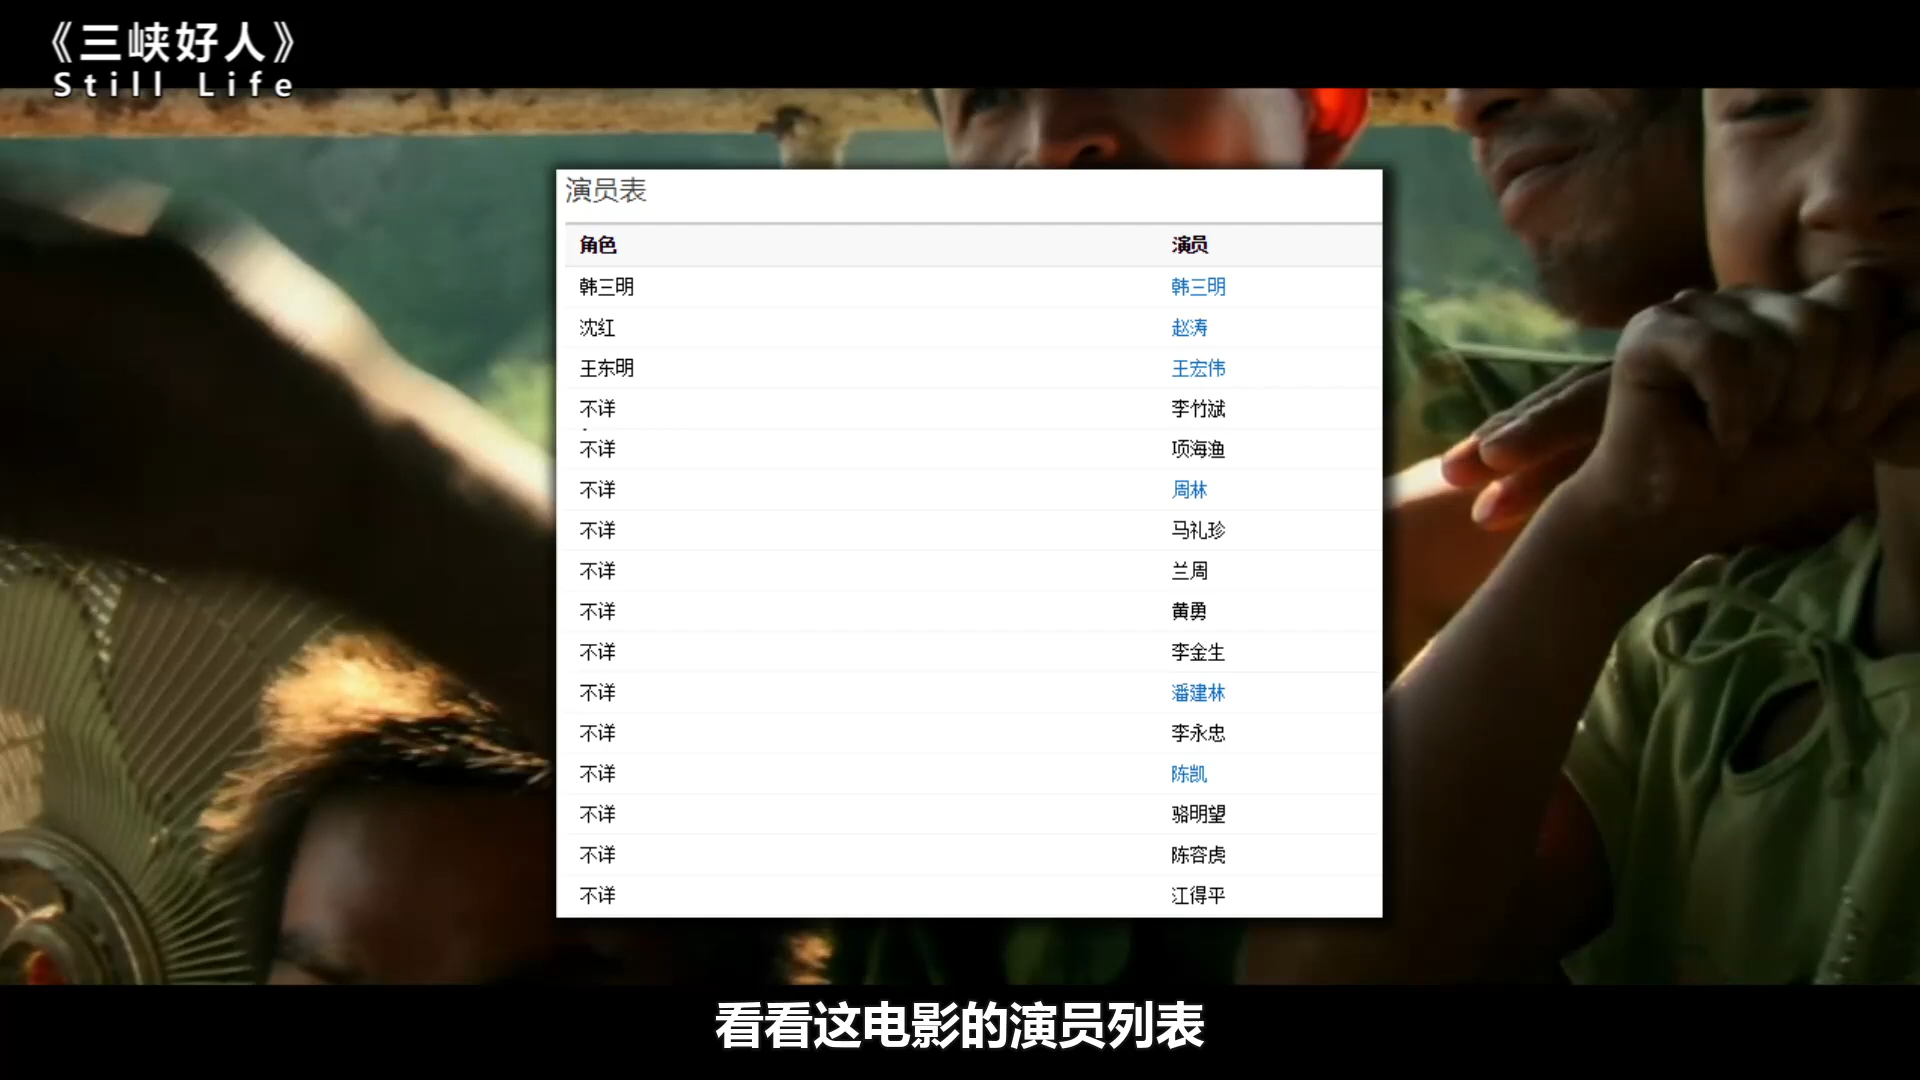 《三峡好人》
Still Life
演员表
角色 演员
韩三明 韩三明
沈红 赵涛
王东明 王宏伟
不详 李竹斌
不详 项海渔
不详 周林
不详 马礼珍
不详 兰周
不详 黄勇
不详 李金生
不详 潘建林
不详 李永忠
不详 陈凯
不详 骆明望
不详 陈容虎
不详 江得平
看看这电影的演员列表